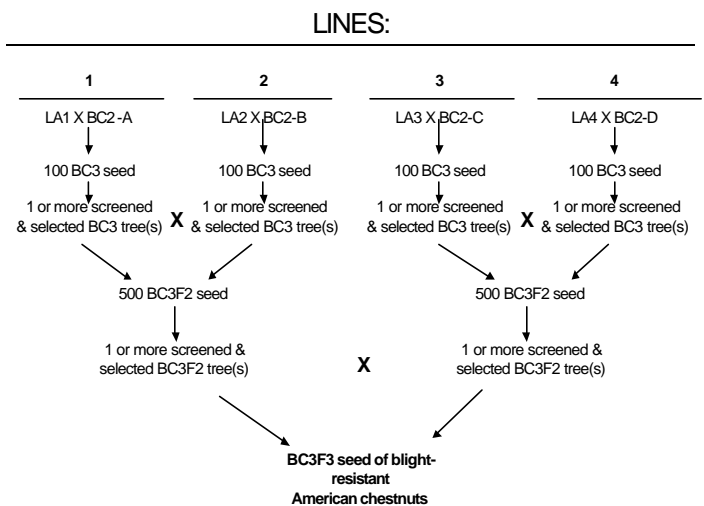 LINES:
1 2 3 4
LA1 X BC2 -A LA2 X BC2-B LA3 X BC2-C LA4 X BC2-D
100 BC3 seed 100 BC3 seed 100 BC3 seed 100 BC3 seed
1 or more screened 1 or more screened 1 or more screened 1 or more screened
& selected BC3 tree(s) X & selected BC3 tree(s) & selected BC3 tree(s) X & selected BC3 tree(s)
500 BC3F2 seed 500 BC3F2 seed
1 or more screened & 1 or more screened &
selected BC3F2 tree(s) X selected BC3F2 tree(s)
BC3F3 seed of blight-
resistant
American chestnuts